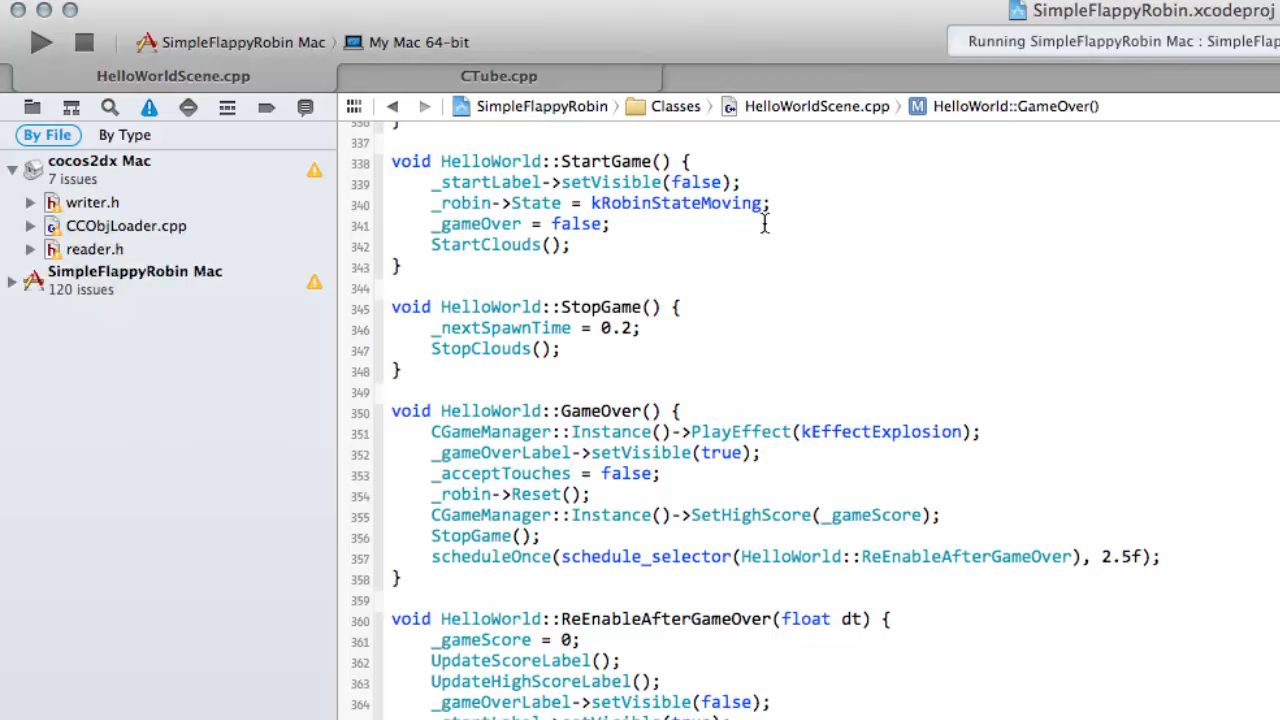 SimpleFlappyRobin.xcodeproj
SimpleFlappyRobin Mac
My Mac 64-bit
Running SimpleFlappyRobin Mac : SimpleFlap
HelloWorldScene.cpp
CTube.cpp
SimpleFlappyRobin
Classes
HelloWorldScene.cpp
HelloWorld::GameOver()
By File
By Type
cocos2dx Mac
7 issues
writer.h
CCObjLoader.cpp
reader.h
SimpleFlappyRobin Mac
120 issues
336 }
337
338 void HelloWorld::StartGame() {
339 _startLabel->setVisible(false);
340 _robin->State = kRobinStateMoving;
341 _gameOver = false;
342 StartClouds();
343 }
344
345 void HelloWorld::StopGame() {
346 _nextSpawnTime = 0.2;
347 StopClouds();
348 }
349
350 void HelloWorld::GameOver() {
351 CGameManager::Instance()->PlayEffect(kEffectExplosion);
352 _gameOverLabel->setVisible(true);
353 _acceptTouches = false;
354 _robin->Reset();
355 CGameManager::Instance()->SetHighScore(_gameScore);
356 StopGame();
357 scheduleOnce(schedule_selector(HelloWorld::ReEnableAfterGameOver), 2.5f);
358 }
359
360 void HelloWorld::ReEnableAfterGameOver(float dt) {
361 _gameScore = 0;
362 UpdateScoreLabel();
363 UpdateHighScoreLabel();
364 _gameOverLabel->setVisible(false);
_startLabel->setVisible(true);